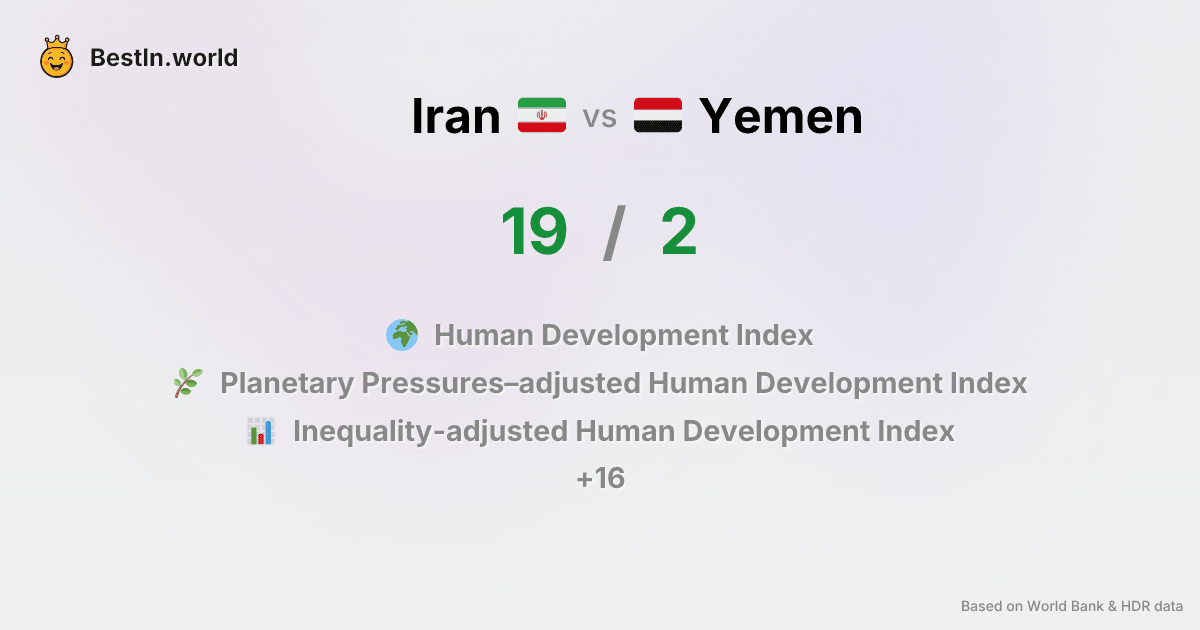 BestIn.world
Iran vs Yemen
19 / 2
Human Development Index
Planetary Pressures–adjusted Human Development Index
Inequality-adjusted Human Development Index
+16
Based on World Bank & HDR data